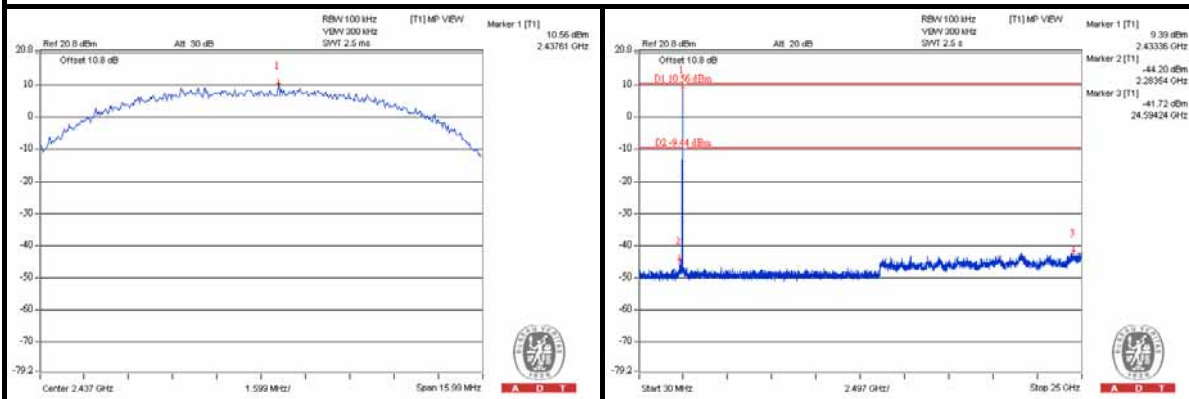 RBW 100 kHz [T1] MP VIEW
VBW 300 kHz
Ref 20.8 dBm Att 30 dB SWT 2.5 ms
Marker 1 [T1]
10.56 dBm
2.43761 GHz
20.8
Offset 10.8 dB
1
10
0
-10
-20
-30
-40
-50
-60
-70
-79.2
Center 2.437 GHz 1.599 MHz/ Span 15.99 MHz
BUREAU VERITAS
1828
A D T
RBW 100 kHz [T1] MP VIEW
VBW 300 kHz
Ref 20.8 dBm Att 20 dB SWT 2.5 s
Marker 1 [T1]
9.39 dBm
2.43336 GHz
Marker 2 [T1]
-44.20 dBm
2.28354 GHz
Marker 3 [T1]
-41.72 dBm
24.59424 GHz
20.8
Offset 10.8 dB
1
D1 10.56 dBm
10
0
D2 -9.44 dBm
-10
-20
-30
2
3
-40
-50
-60
-70
-79.2
Start 30 MHz 2.497 GHz/ Stop 25 GHz
BUREAU VERITAS
1828
A D T